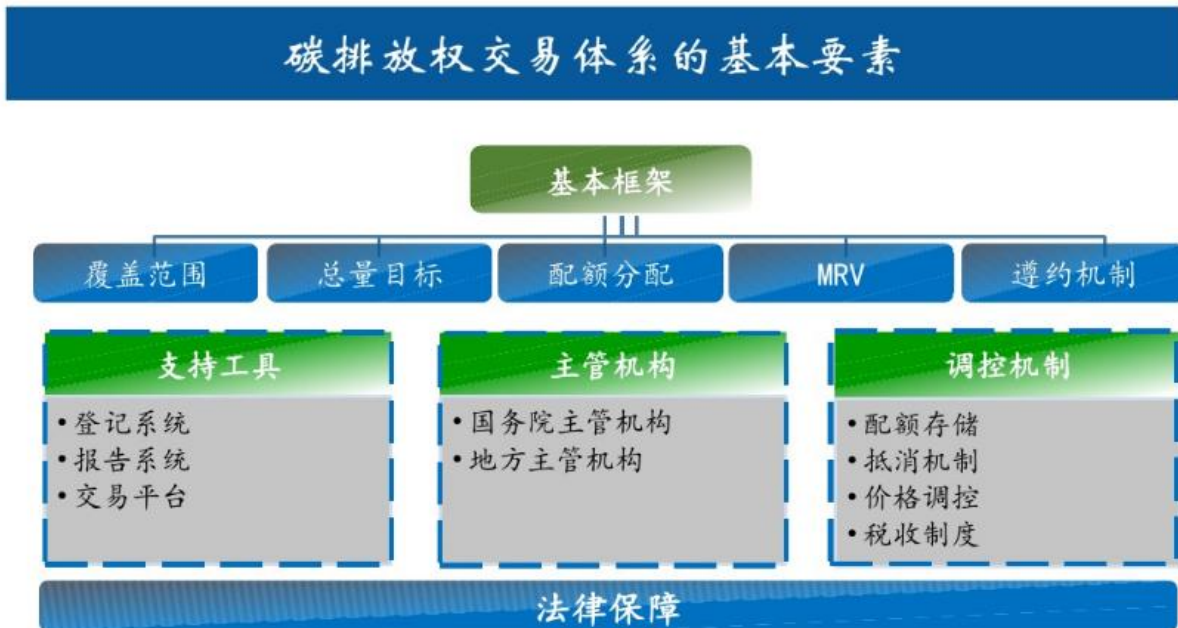 碳排放权交易体系的基本要素
基本框架
覆盖范围
总量目标
配额分配
MRV
遵约机制
支持工具
•登记系统
•报告系统
•交易平台
主管机构
•国务院主管机构
•地方主管机构
调控机制
•配额存储
•抵消机制
•价格调控
•税收制度
法律保障